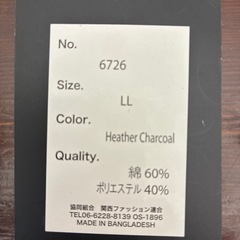 No.
6726
Size.
LL
Color.
Heather Charcoal
Quality.
綿 60%
ポリエステル 40%
協同組合 関西ファッション連合
TEL06-6228-8139 OS-1896
MADE IN BANGLADESH